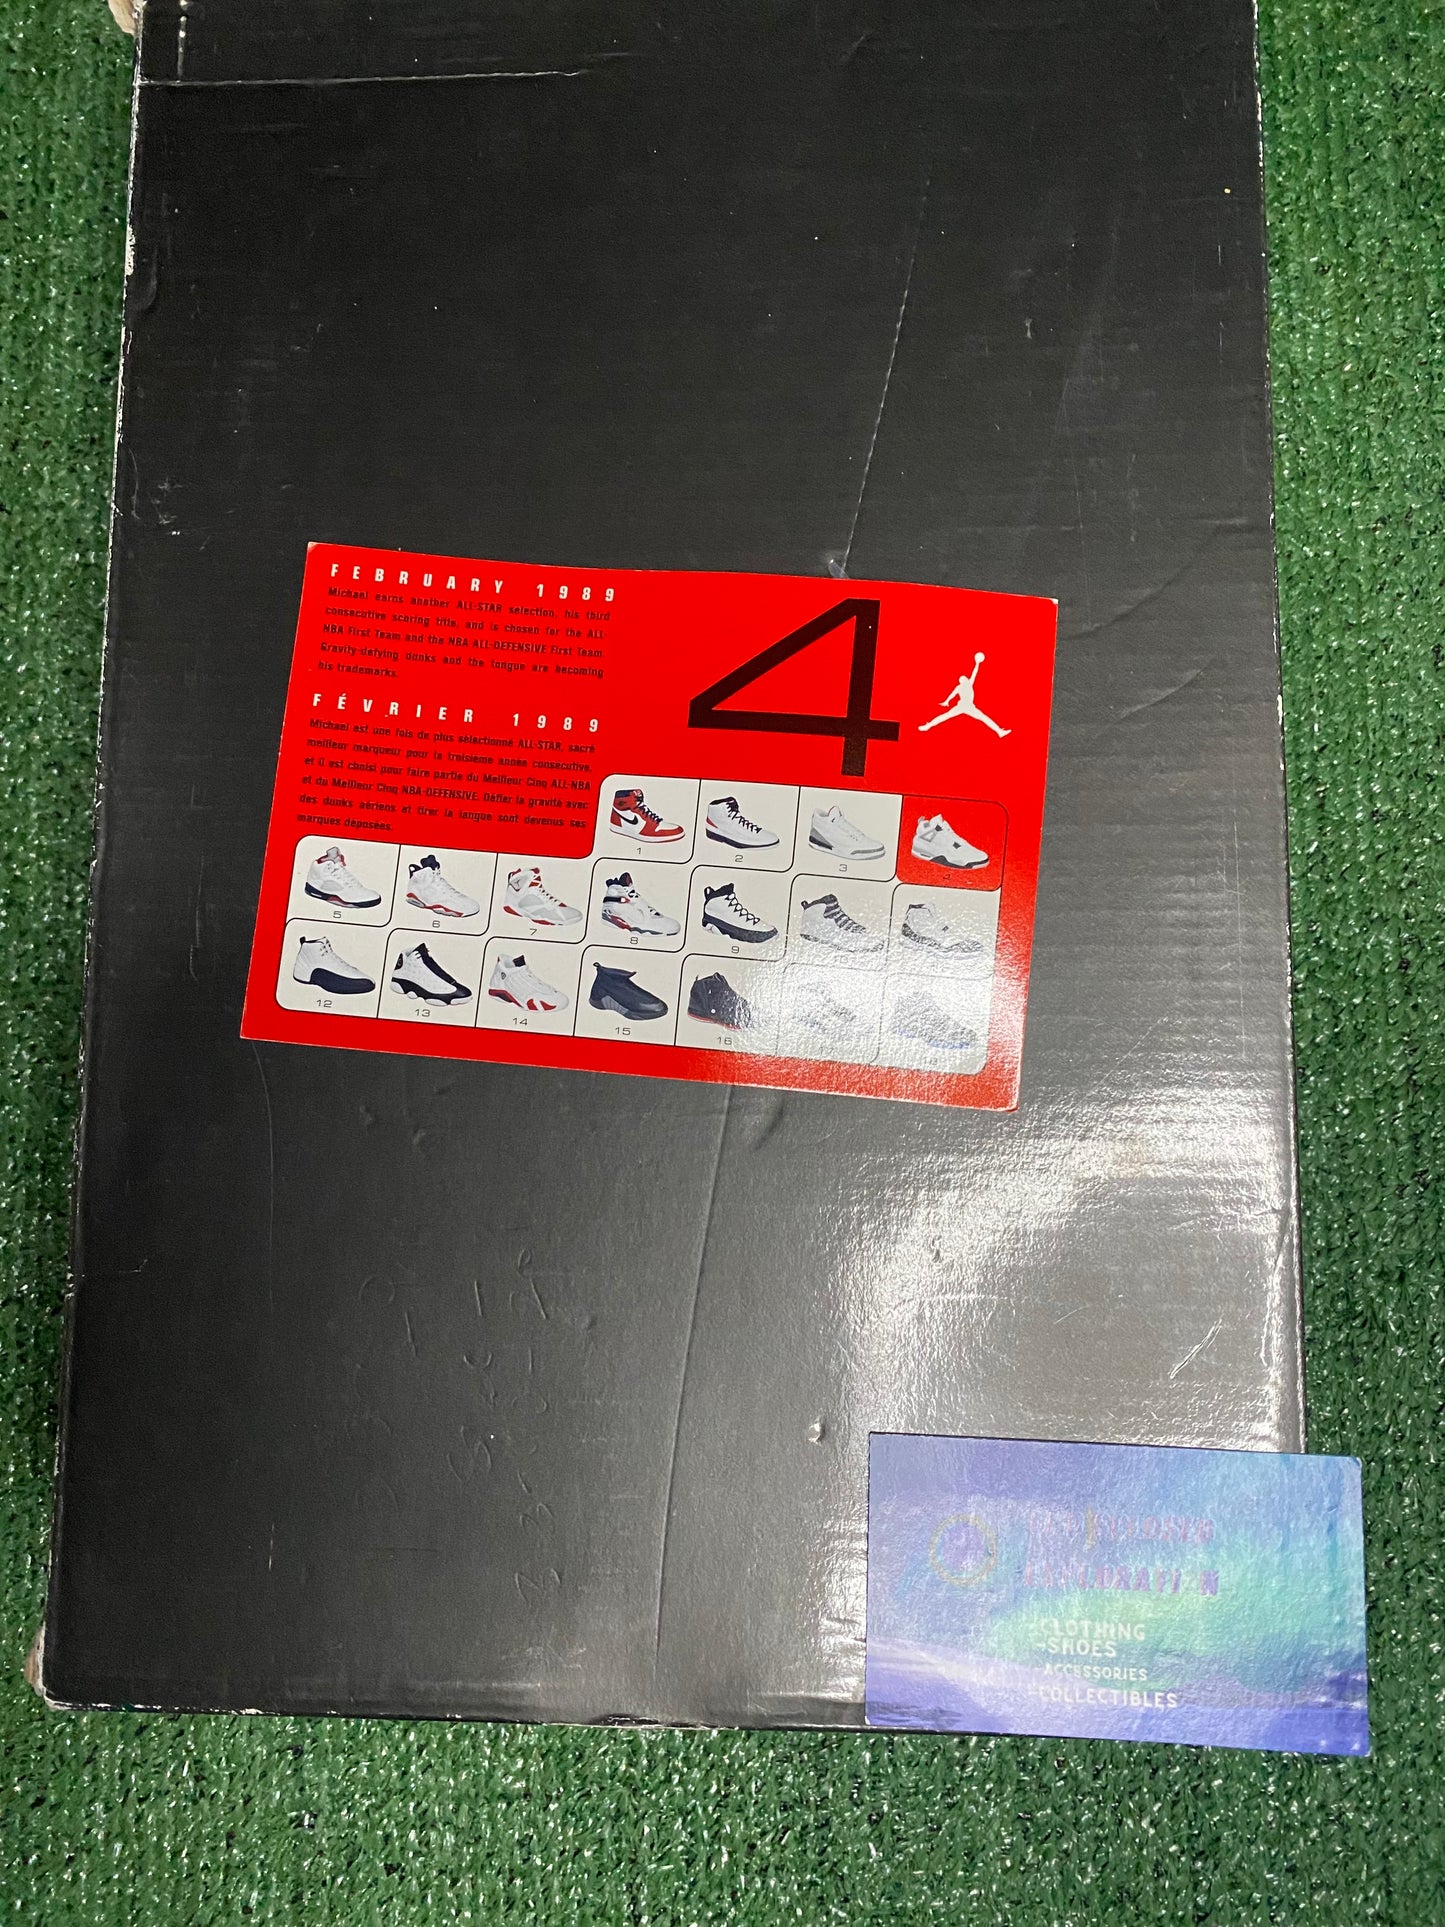 FEBRUARY 1989
Michael earns another ALL-STAR selection, his third
consecutive scoring title, and is chosen for the ALL-
NBA First Team and the NBA ALL-DEFENSIVE First Team.
Gravity-defying dunks and the tongue are becoming
his trademarks.
FÉVRIER 1989
Michael est une fois de plus sélectionné ALL-STAR, sacré
meilleur marqueur pour la troisième année consecutive,
et il est choisi pour faire partie du Meilleur Cinq ALL-NBA
et du Meilleur Cinq NBA-DEFENSIVE. Défier la gravité avec
des dunks aériens et tirer la langue sont devenus ses
marques déposées.
4
1 2 3 4
5 6 7 8 9
12 13 14 15 16 18
EXPLORATION
-CLOTHING
-SHOES
-ACCESSORIES
-COLLECTIBLES